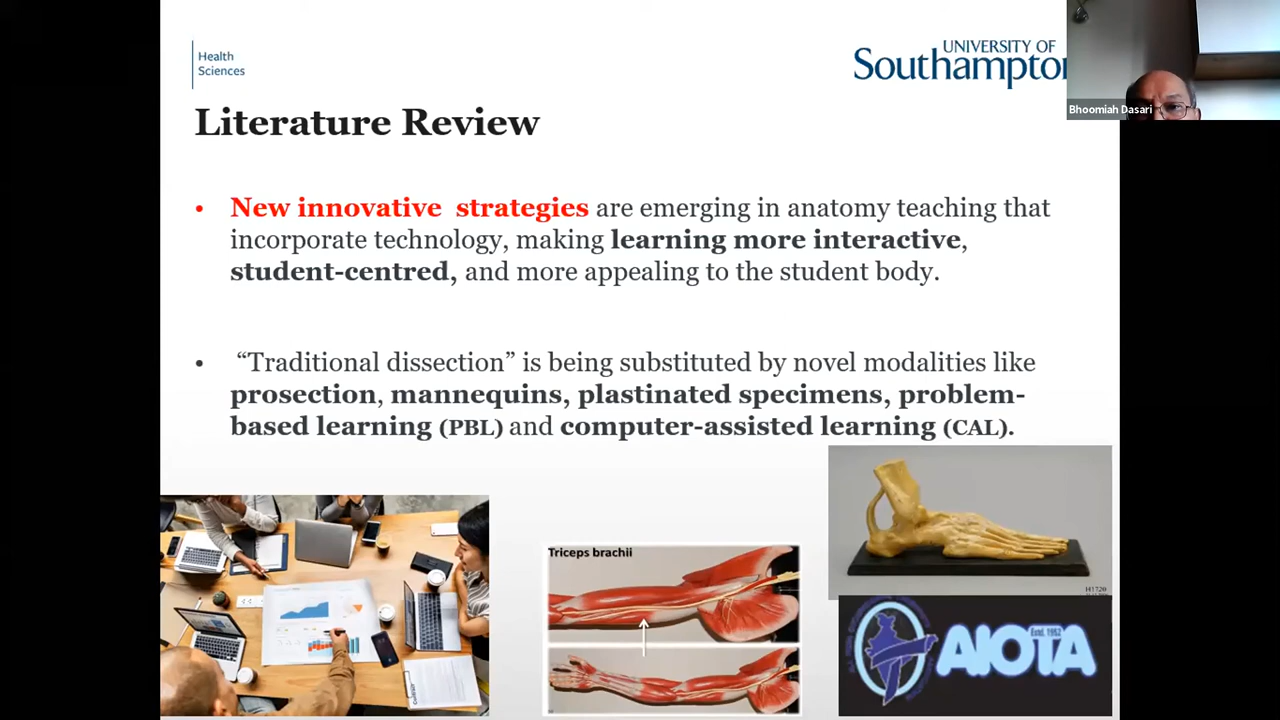 Health
Sciences
UNIVERSITY OF
Southampton
Bhoomiah Dasari
Literature Review
• New innovative strategies are emerging in anatomy teaching that
incorporate technology, making learning more interactive,
student-centred, and more appealing to the student body.
• “Traditional dissection” is being substituted by novel modalities like
prosection, mannequins, plastinated specimens, problem-
based learning (PBL) and computer-assisted learning (CAL).
Triceps brachii
H1720
Estd. 1952
AIOTA